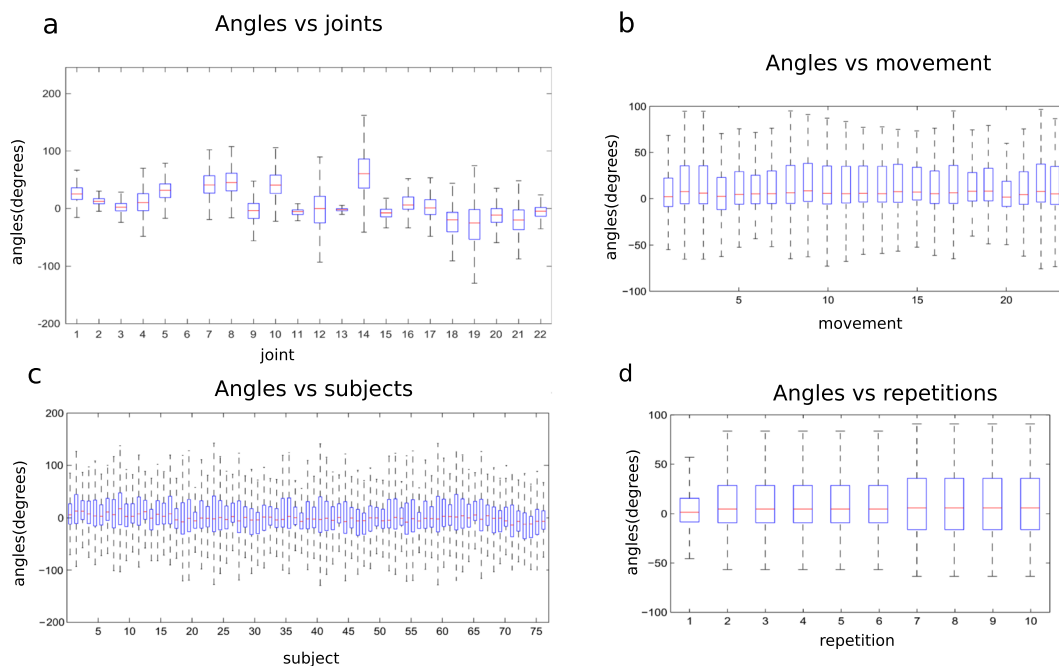 a
Angles vs joints
angles(degrees)
200
100
0
-100
-200
1 2 3 4 5 6 7 8 9 10 11 12 13 14 15 16 17 18 19 20 21 22
joint
b
Angles vs movement
angles(degrees)
100
50
0
−50
−100
5 10 15 20
movement
c
Angles vs subjects
angles(degrees)
200
100
0
−100
−200
5 10 15 20 25 30 35 40 45 50 55 60 65 70 75
subject
d
Angles vs repetitions
angles(degrees)
100
50
0
−50
−100
1 2 3 4 5 6 7 8 9 10
repetition